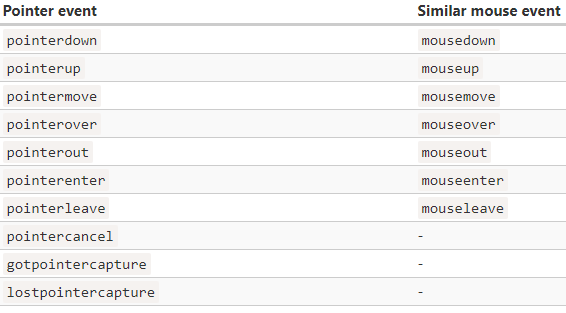 Pointer event Similar mouse event
pointerdown mousedown
pointerup mouseup
pointermove mousemove
pointerover mouseover
pointerout mouseout
pointerenter mouseenter
pointerleave mouseleave
pointercancel -
gotpointercapture -
lostpointercapture -